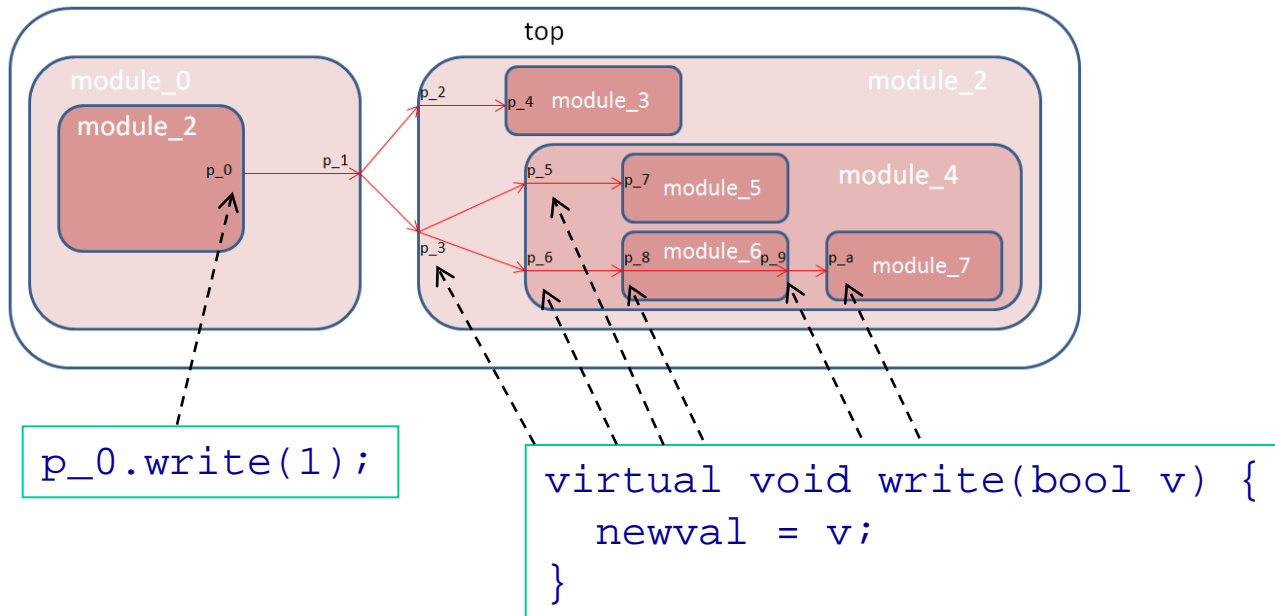 top
module_0
module_2
module_2
p_0
p_1
p_2
p_4
module_3
p_3
module_4
p_5
p_7
module_5
p_6
p_8
module_6
p_9
p_a
module_7
p_0.write(1);
virtual void write(bool v) {
newval = v;
}